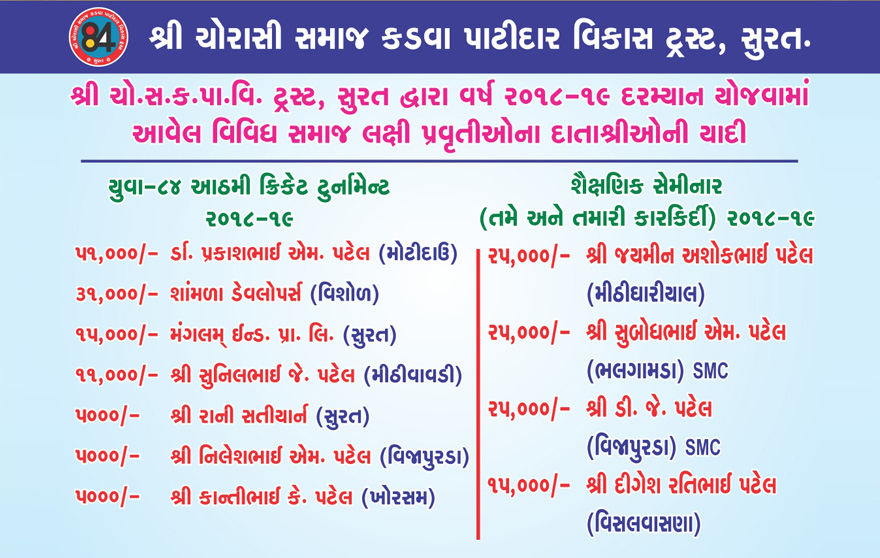 84
શ્રી ચોરાસી સમાજ કડવા પાટીદાર વિકાસ ટ્રસ્ટ, સુરત.
શ્રી ચો.સ.ક.પા.વિ. ટ્રસ્ટ, સુરત દ્વારા વર્ષ ૨૦૧૮-૧૯ દરમ્યાન યોજવામાં
આવેલ વિવિધ સમાજ લક્ષી પ્રવૃતીઓના દાતાશ્રીઓની યાદી
યુવા-૮૪ આઠમી ક્રિકેટ ટુર્નામેન્ટ
૨૦૧૮-૧૯
૫૧,૦૦૦/- ર્ડા. પ્રકાશભાઈ એમ. પટેલ (મોટીદાઉ)
૩૧,૦૦૦/- શાંમળા ડેવલોપર્સ (વિશોળ)
૧૫,૦૦૦/- મંગલમ્ ઈન્ડ. પ્રા. લિ. (સુરત)
૧૧,૦૦૦/- શ્રી સુનિલભાઈ જે. પટેલ (મીઠીવાવડી)
૫૦૦૦/- શ્રી રાની સતીયાર્ન (સુરત)
૫૦૦૦/- શ્રી નિલેશભાઈ એમ. પટેલ (વિજાપુરડા)
૫૦૦૦/- શ્રી કાન્તીભાઈ કે. પટેલ (ખોરસમ)
શૈક્ષણિક સેમીનાર
(તમે અને તમારી કારકિર્દી) ૨૦૧૮-૧૯
૨૫,૦૦૦/- શ્રી જયમીન અશોકભાઈ પટેલ
(મીઠીઘારીયાલ)
૨૫,૦૦૦/- શ્રી સુબોધભાઈ એમ. પટેલ
(ભલગામડા) SMC
૨૫,૦૦૦/- શ્રી ડી. જે. પટેલ
(વિજાપુરડા) SMC
૧૫,૦૦૦/- શ્રી દીગેશ રતિભાઈ પટેલ
(વિસલવાસણા)